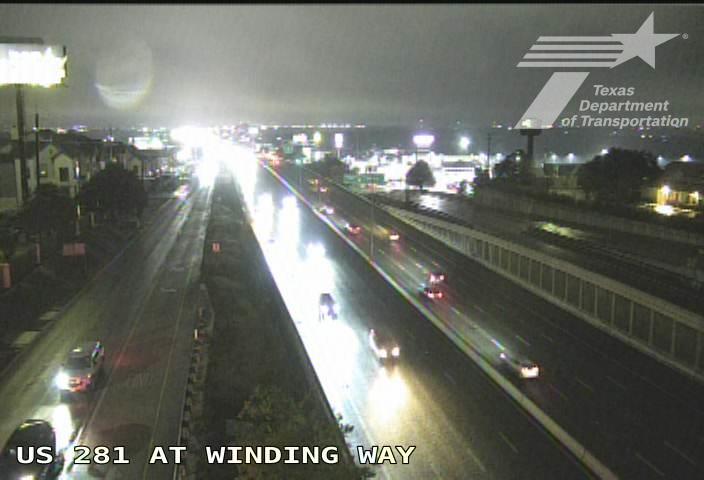 Texas
Department
of Transportation
US 281 AT WINDING WAY